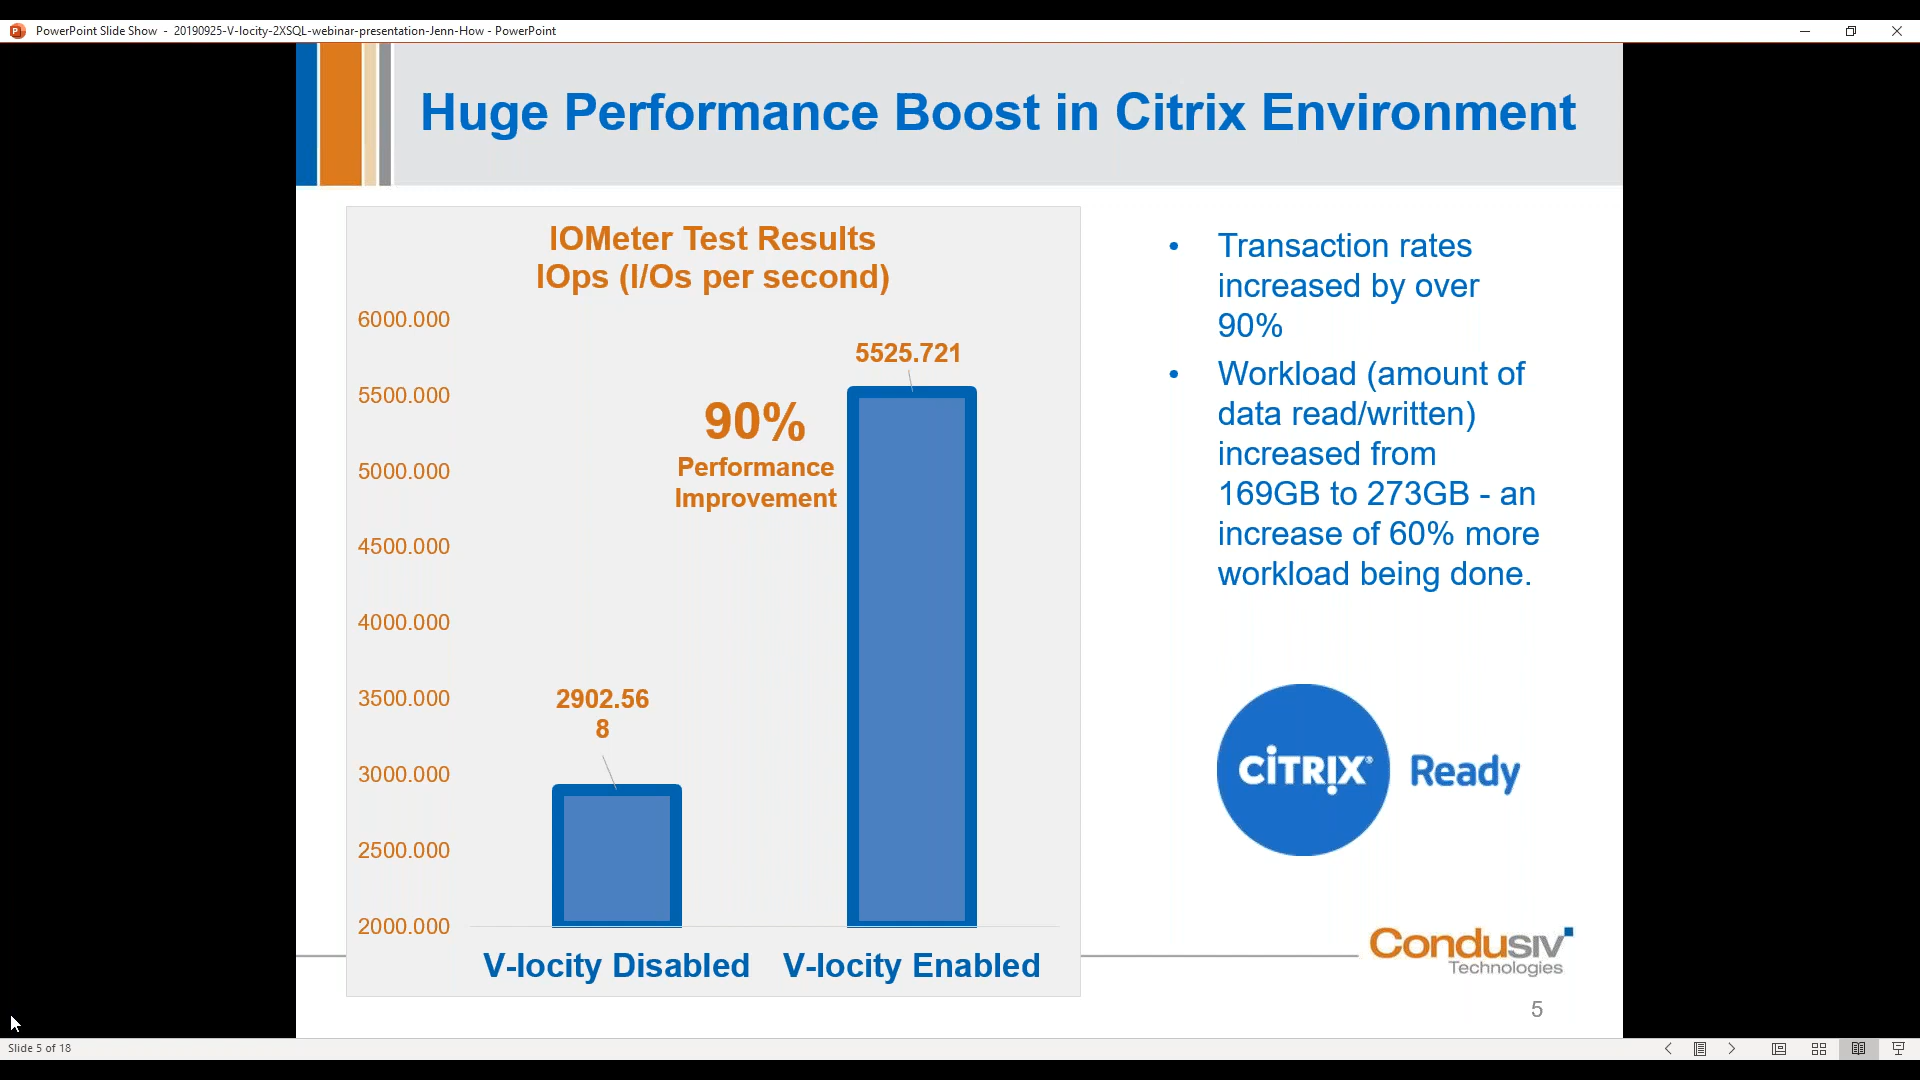 PowerPoint Slide Show - 20190925-V-locity-2XSQL-webinar-presentation-Jenn-How - PowerPoint
Huge Performance Boost in Citrix Environment
IOMeter Test Results
IOps (I/Os per second)
6000.000
5500.000
5000.000
4500.000
4000.000
3500.000
3000.000
2500.000
2000.000
2902.56
8
5525.721
90%
Performance
Improvement
V-locity Disabled
V-locity Enabled
• Transaction rates
increased by over
90%
• Workload (amount of
data read/written)
increased from
169GB to 273GB - an
increase of 60% more
workload being done.
CİTRIX® Ready
Condusiv
Technologies
5
Slide 5 of 18